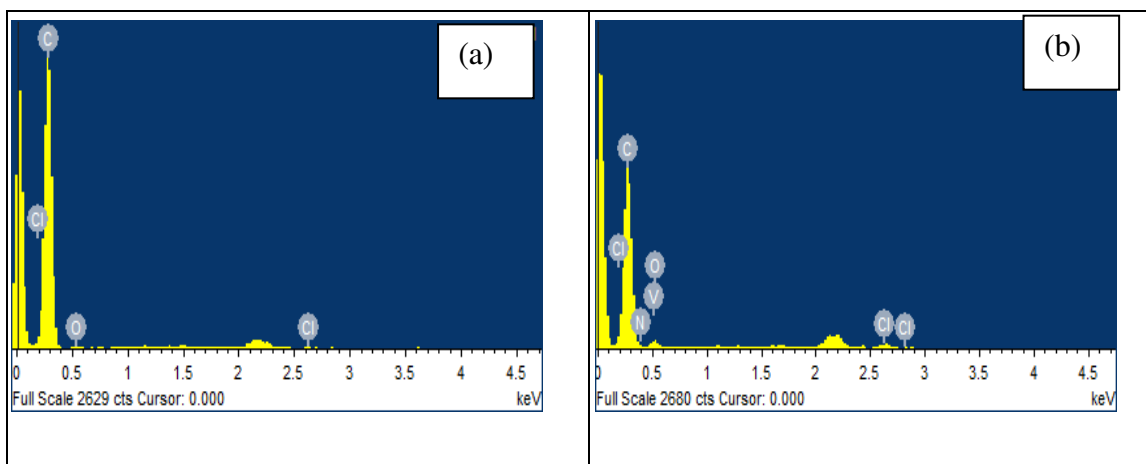 (a)
C
Cl
O
Cl
0 0.5 1 1.5 2 2.5 3 3.5 4 4.5
Full Scale 2629 cts Cursor: 0.000 keV
(b)
C
Cl
O
V
N
Cl
Cl
0 0.5 1 1.5 2 2.5 3 3.5 4 4.5
Full Scale 2680 cts Cursor: 0.000 keV